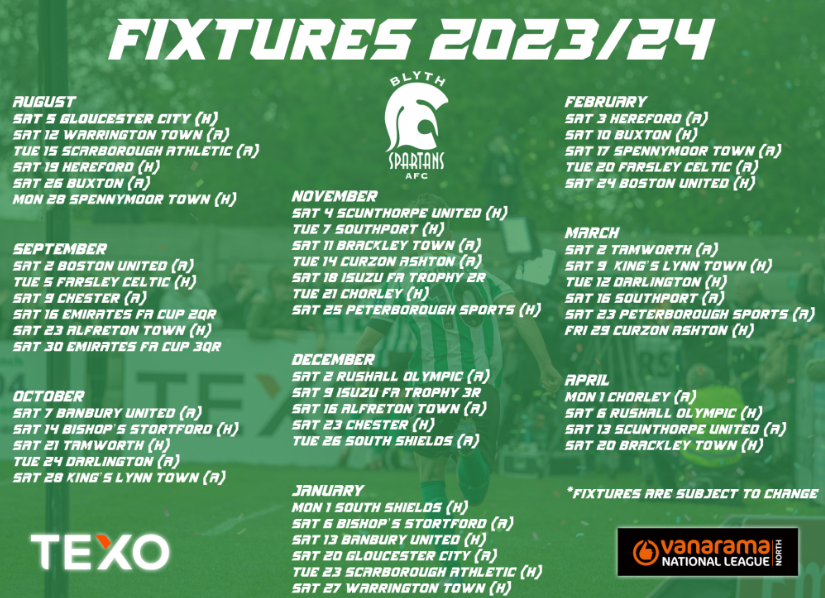 FIXTURES 2023/24
BLYTH
SPARTANS
AFC
AUGUST
SAT 5 GLOUCESTER CITY (H)
SAT 12 WARRINGTON TOWN (A)
TUE 15 SCARBOROUGH ATHLETIC (A)
SAT 19 HEREFORD (H)
SAT 26 BUXTON (A)
MON 28 SPENNYMOOR TOWN (H)
SEPTEMBER
SAT 2 BOSTON UNITED (A)
TUE 5 FARSLEY CELTIC (H)
SAT 9 CHESTER (A)
SAT 16 EMIRATES FA CUP 2QR
SAT 23 ALFRETON TOWN (H)
SAT 30 EMIRATES FA CUP 3QR
OCTOBER
SAT 7 BANBURY UNITED (A)
SAT 14 BISHOP'S STORTFORD (H)
SAT 21 TAMWORTH (H)
TUE 24 DARLINGTON (A)
SAT 28 KING'S LYNN TOWN (A)
NOVEMBER
SAT 4 SCUNTHORPE UNITED (H)
TUE 7 SOUTHPORT (H)
SAT 11 BRACKLEY TOWN (A)
TUE 14 CURZON ASHTON (A)
SAT 18 ISUZU FA TROPHY 2R
TUE 21 CHORLEY (H)
SAT 25 PETERBOROUGH SPORTS (H)
DECEMBER
SAT 2 RUSHALL OLYMPIC (A)
SAT 9 ISUZU FA TROPHY 3R
SAT 16 ALFRETON TOWN (A)
SAT 23 CHESTER (H)
TUE 26 SOUTH SHIELDS (A)
JANUARY
MON 1 SOUTH SHIELDS (H)
SAT 6 BISHOP'S STORTFORD (A)
SAT 13 BANBURY UNITED (H)
SAT 20 GLOUCESTER CITY (A)
TUE 23 SCARBOROUGH ATHLETIC (H)
SAT 27 WARRINGTON TOWN (H)
FEBRUARY
SAT 3 HEREFORD (A)
SAT 10 BUXTON (H)
SAT 17 SPENNYMOOR TOWN (A)
TUE 20 FARSLEY CELTIC (A)
SAT 24 BOSTON UNITED (H)
MARCH
SAT 2 TAMWORTH (A)
SAT 9 KING'S LYNN TOWN (H)
TUE 12 DARLINGTON (H)
SAT 16 SOUTHPORT (A)
SAT 23 PETERBOROUGH SPORTS (A)
FRI 29 CURZON ASHTON (H)
APRIL
MON 1 CHORLEY (A)
SAT 6 RUSHALL OLYMPIC (H)
SAT 13 SCUNTHORPE UNITED (A)
SAT 20 BRACKLEY TOWN (H)
*FIXTURES ARE SUBJECT TO CHANGE
TEXO
vanarama
NATIONAL LEAGUE
NORTH